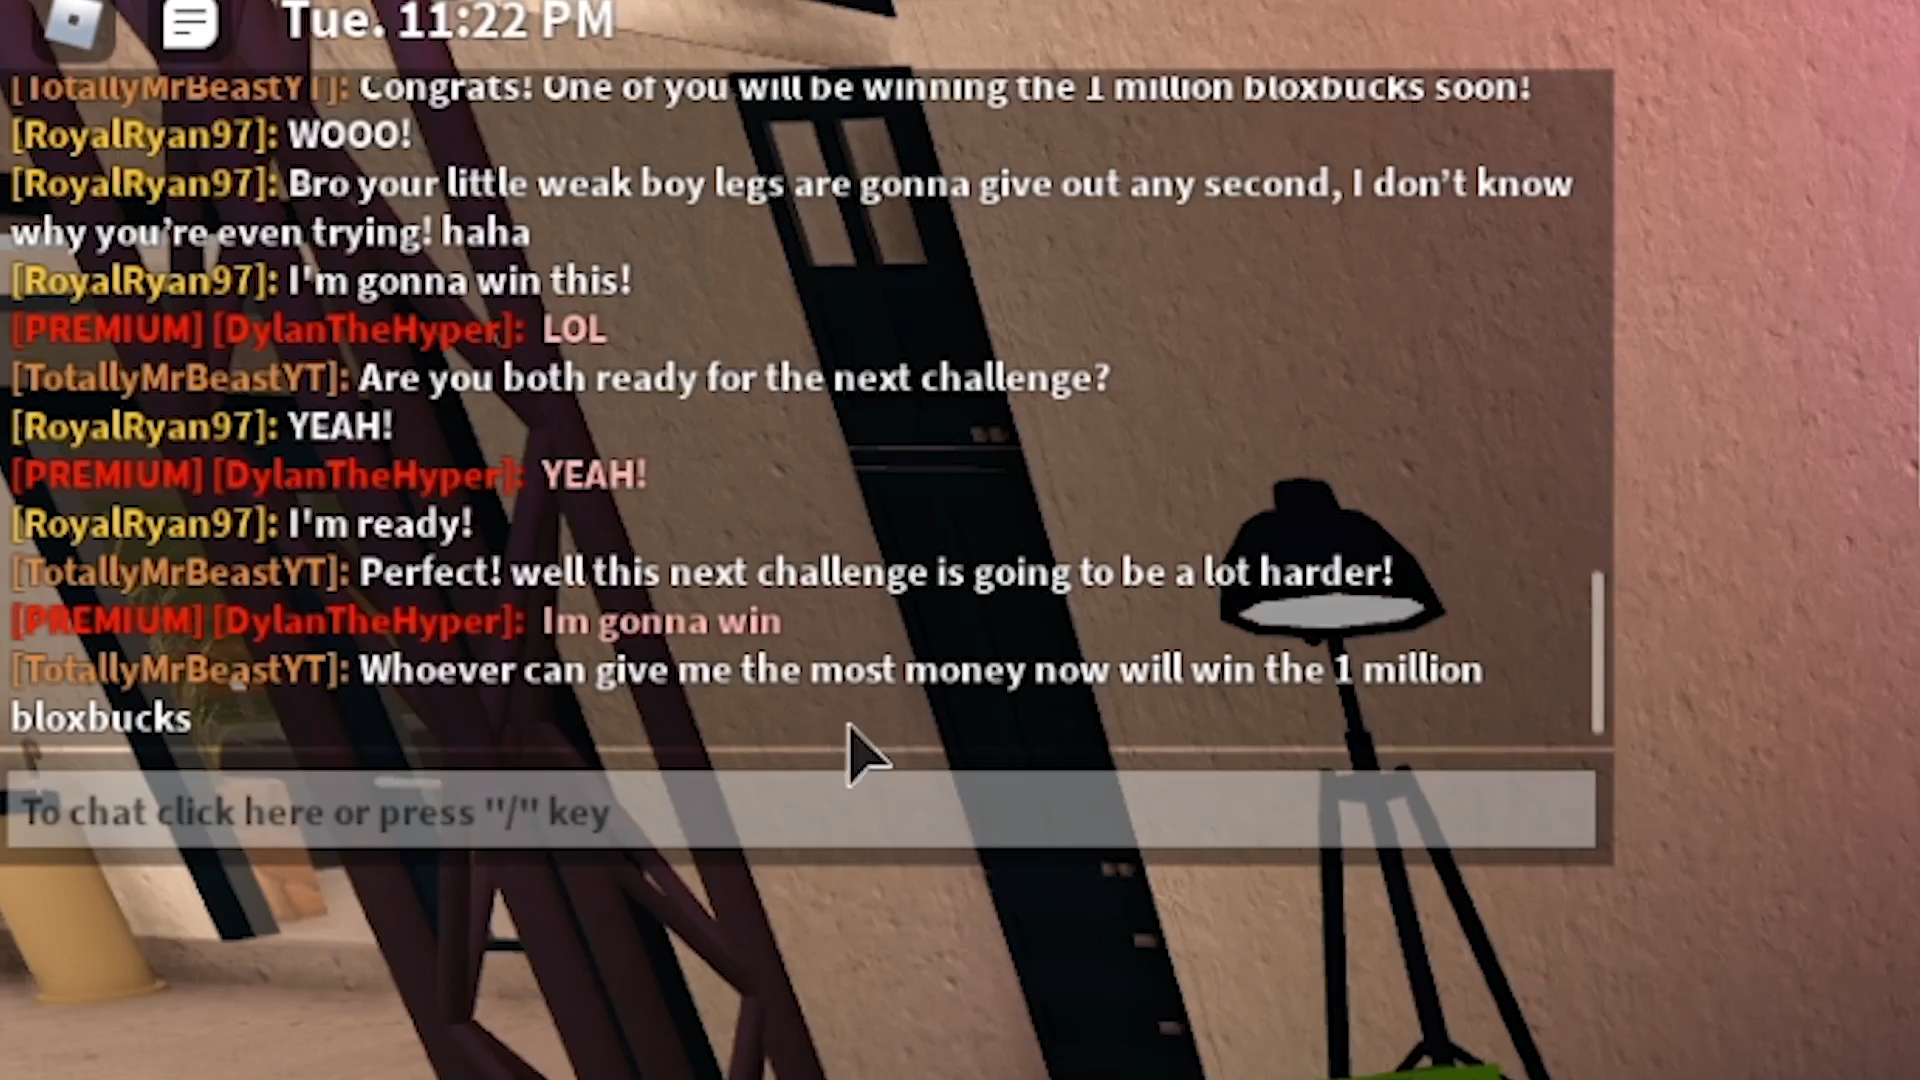 Tue. 11:22 PM
[TotallyMrBeastYT]: Congrats! One of you will be winning the 1 million bloxbucks soon!
[RoyalRyan97]: WOOO!
[RoyalRyan97]: Bro your little weak boy legs are gonna give out any second, I don’t know
why you’re even trying! haha
[RoyalRyan97]: I'm gonna win this!
[PREMIUM] [DylanTheHyper]: LOL
[TotallyMrBeastYT]: Are you both ready for the next challenge?
[RoyalRyan97]: YEAH!
[PREMIUM] [DylanTheHyper]: YEAH!
[RoyalRyan97]: I'm ready!
[TotallyMrBeastYT]: Perfect! well this next challenge is going to be a lot harder!
[PREMIUM] [DylanTheHyper]: Im gonna win
[TotallyMrBeastYT]: Whoever can give me the most money now will win the 1 million
bloxbucks
To chat click here or press "/" key